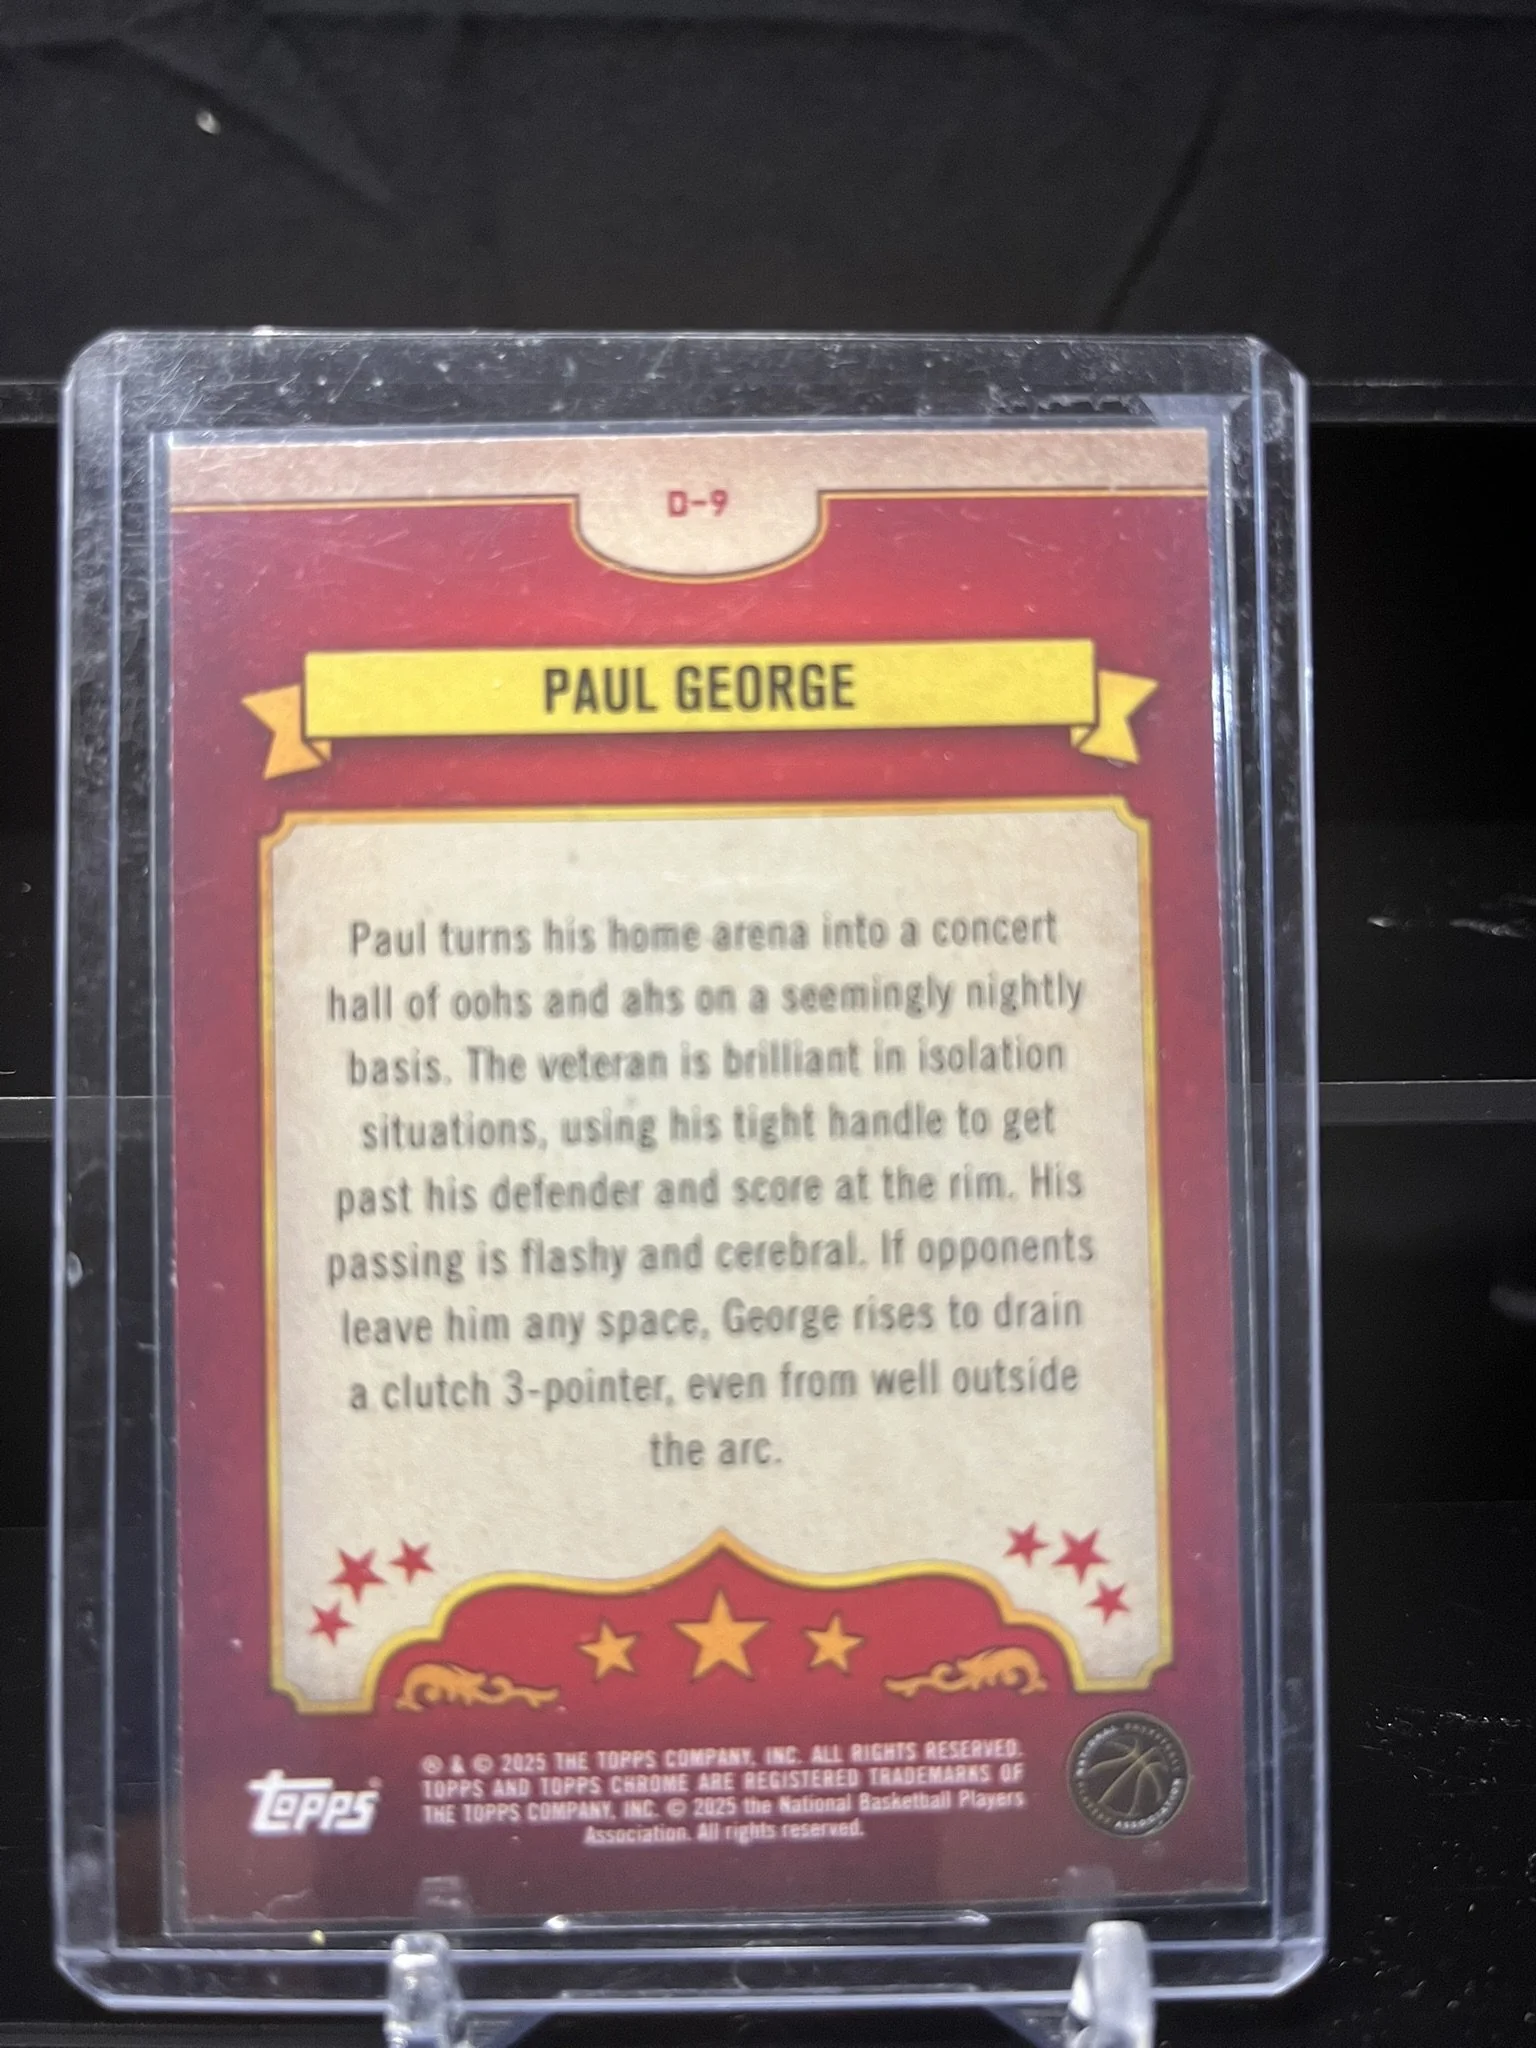 D-9
PAUL GEORGE
Paul turns his home arena into a concert
hall of oohs and ahs on a seemingly nightly
basis. The veteran is brilliant in isolation
situations, using his tight handle to get
past his defender and score at the rim. His
passing is flashy and cerebral. If opponents
leave him any space, George rises to drain
a clutch 3-pointer, even from well outside
the arc.
topps
® & © 2025 THE TOPPS COMPANY, INC. ALL RIGHTS RESERVED.
TOPPS AND TOPPS CHROME ARE REGISTERED TRADEMARKS OF
THE TOPPS COMPANY, INC. © 2025 the National Basketball Players
Association. All rights reserved.
NATIONAL BASKETBALL PLAYERS ASSOCIATION